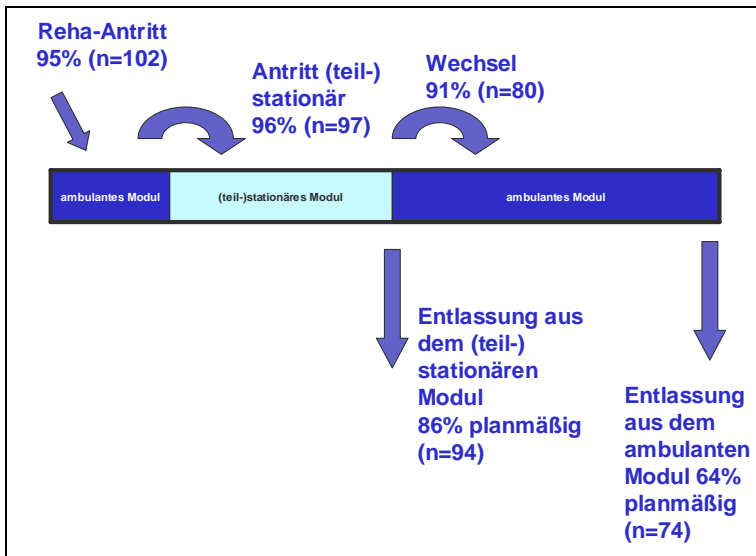 Reha-Antritt
95% (n=102)
Antritt (teil-)
stationär
96% (n=97)
Wechsel
91% (n=80)
ambulantes Modul
(teil-)stationäres Modul
ambulantes Modul
Entlassung aus
dem (teil-)
stationären
Modul
86% planmäßig
(n=94)
Entlassung
aus dem
ambulanten
Modul 64%
planmäßig
(n=74)